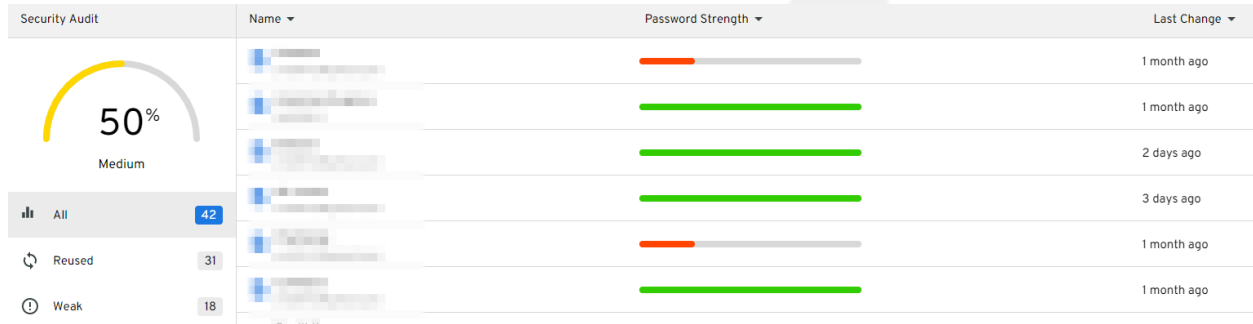 Security Audit
Name
Password Strength
Last Change
50%
Medium
All 42
Reused 31
Weak 18
1 month ago
1 month ago
2 days ago
3 days ago
1 month ago
1 month ago